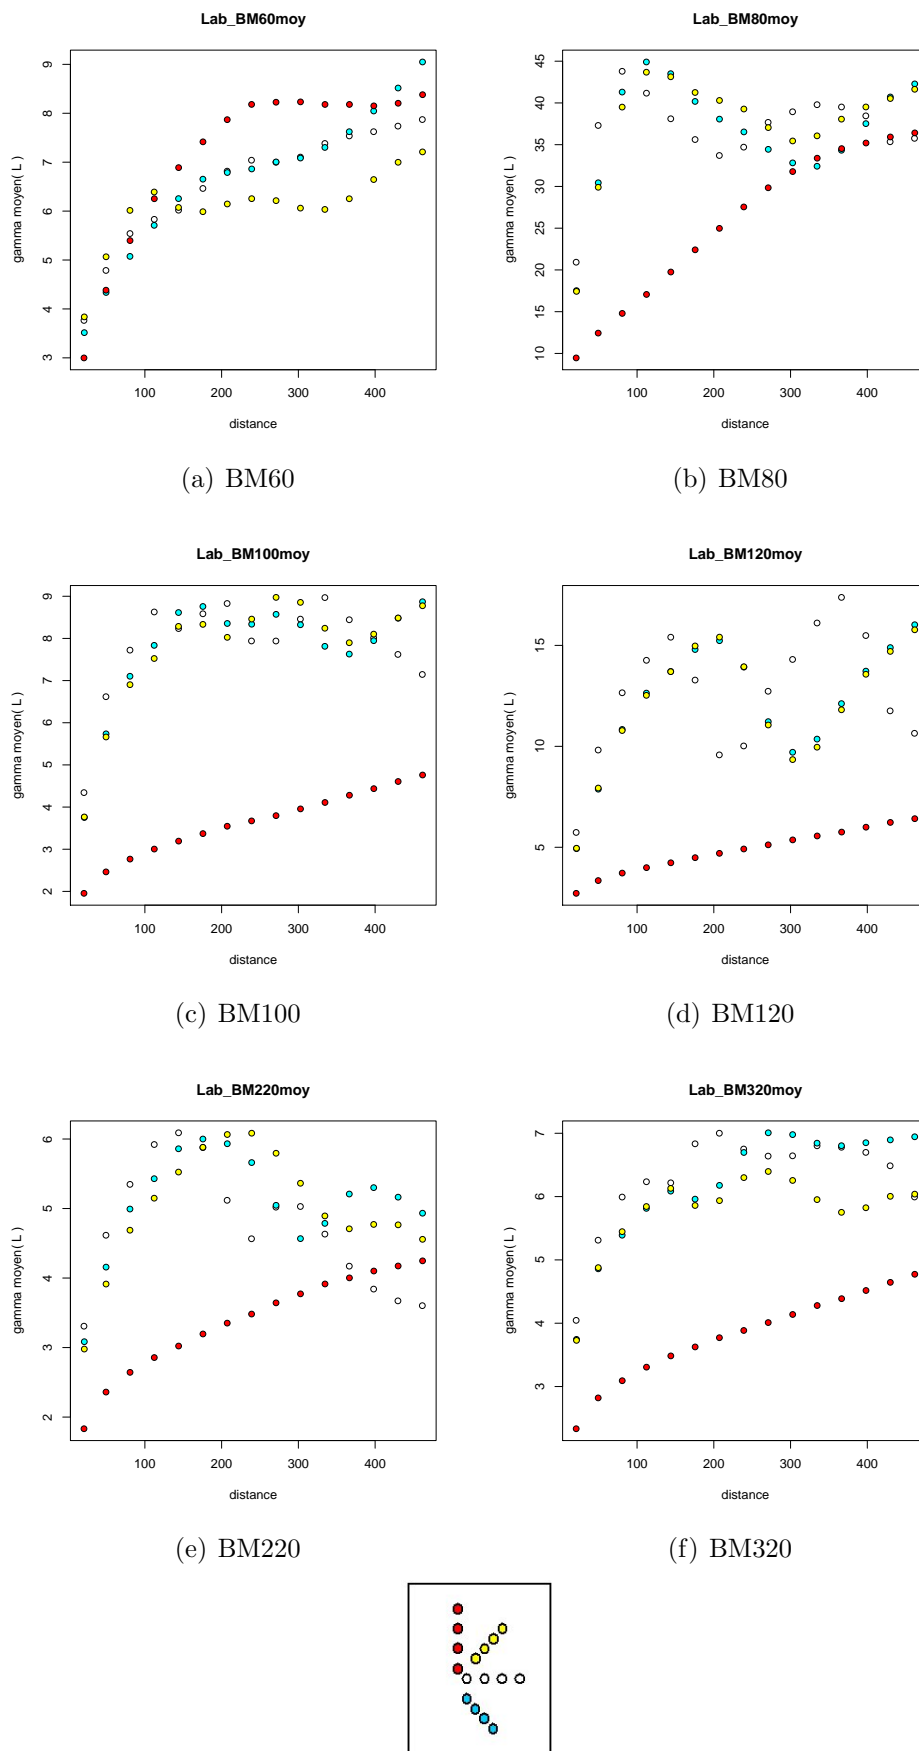 Lab_BM60moy
Lab_BM80moy
gamma moyen( L )
3
4
5
6
7
8
9
100
200
300
400
distance
gamma moyen( L )
10
15
20
25
30
35
40
45
100
200
300
400
distance
(a) BM60
(b) BM80
Lab_BM100moy
Lab_BM120moy
gamma moyen( L )
2
3
4
5
6
7
8
9
100
200
300
400
distance
gamma moyen( L )
5
10
15
100
200
300
400
distance
(c) BM100
(d) BM120
Lab_BM220moy
Lab_BM320moy
gamma moyen( L )
2
3
4
5
6
100
200
300
400
distance
gamma moyen( L )
3
4
5
6
7
100
200
300
400
distance
(e) BM220
(f) BM320